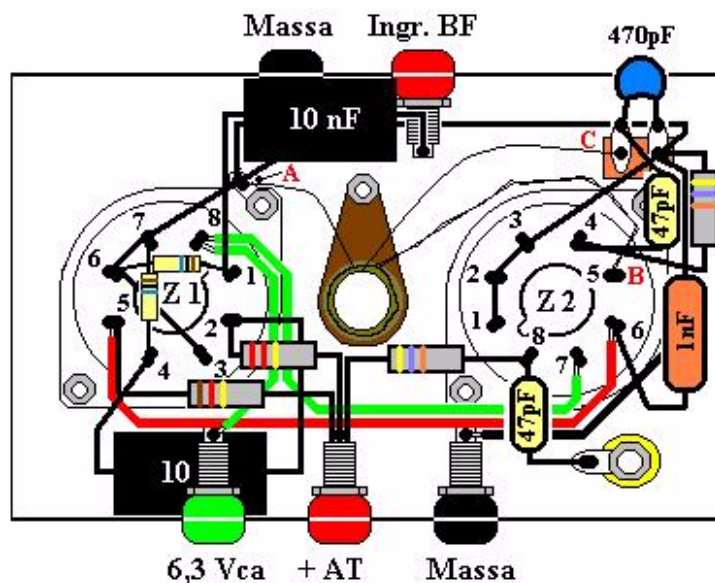 Massa
Ingr. BF
470pF
10 nF
C
A
47pF
7
8
6
1
Z 1
5
2
4
3
3
4
2
5
B
Z 2
1
6
8
7
1nF
47pF
10
6,3 Vca
+ AT
Massa